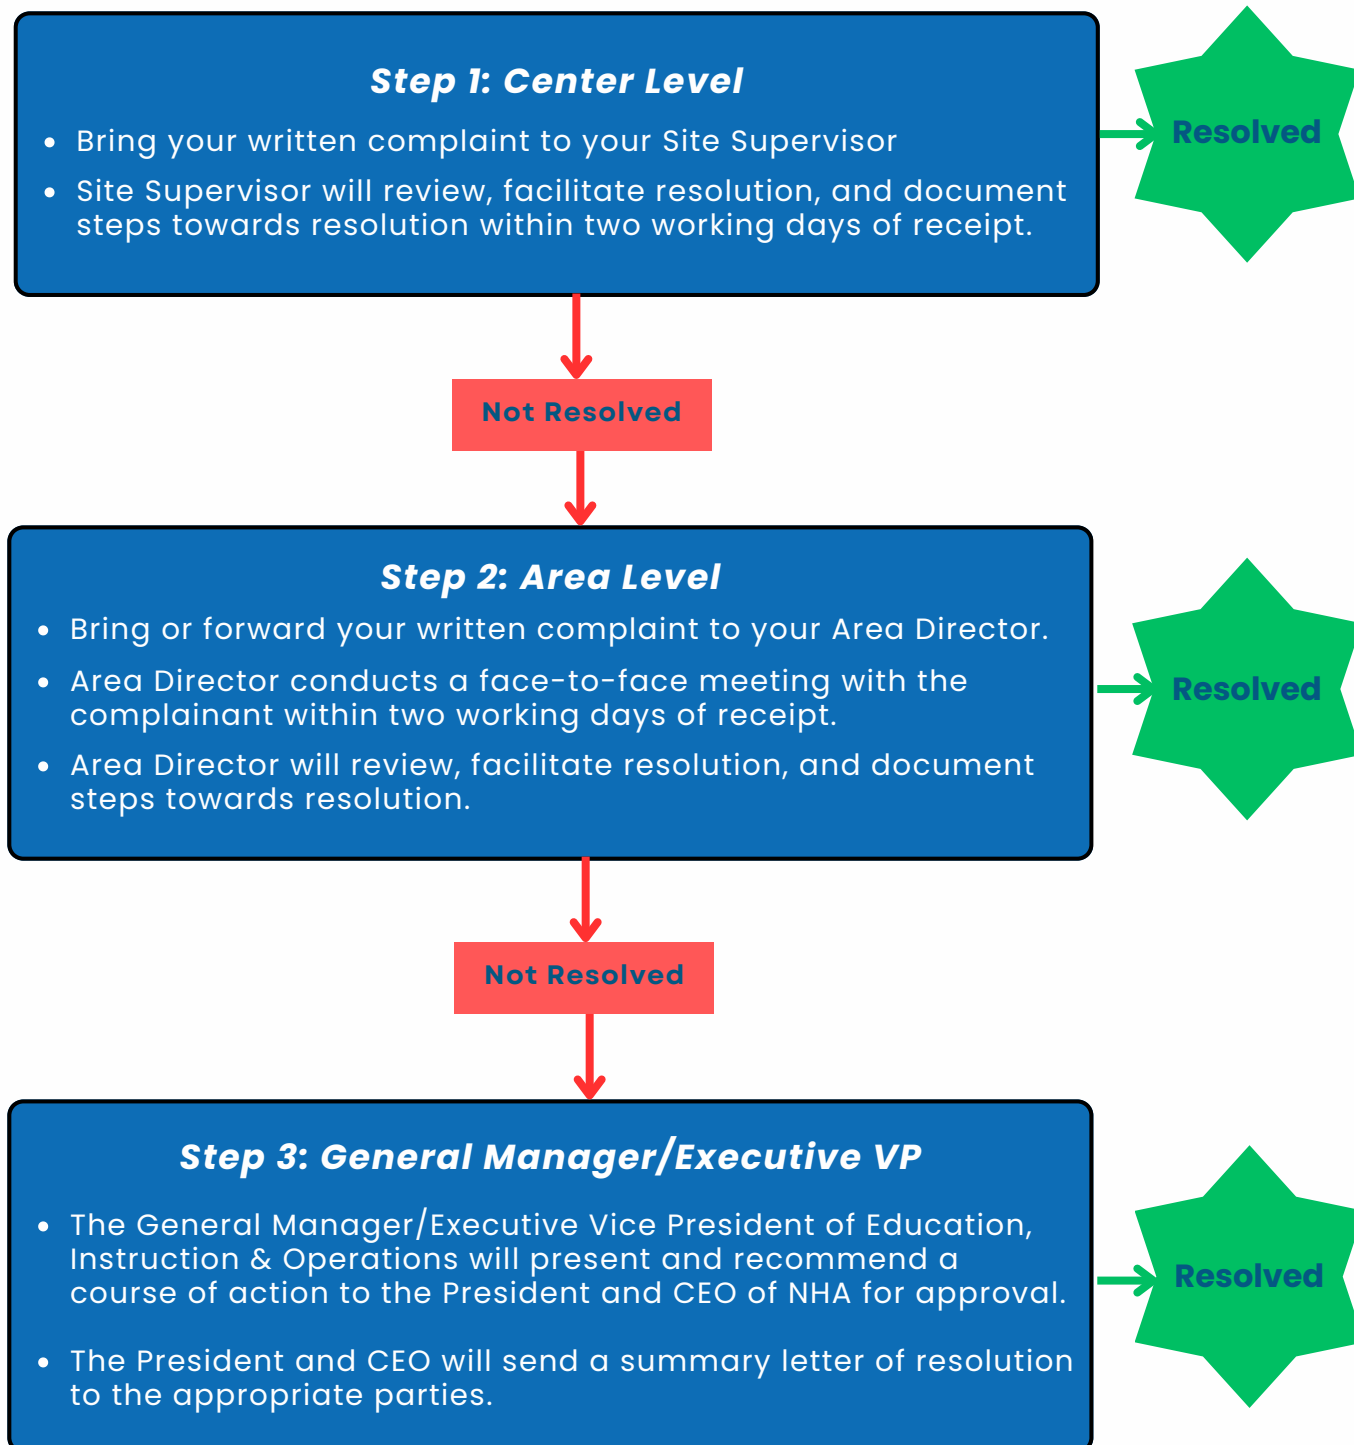 Step 1: Center Level
• Bring your written complaint to your Site Supervisor
• Site Supervisor will review, facilitate resolution, and document
steps towards resolution within two working days of receipt.
Resolved
Not Resolved
Step 2: Area Level
• Bring or forward your written complaint to your Area Director.
• Area Director conducts a face-to-face meeting with the
complainant within two working days of receipt.
• Area Director will review, facilitate resolution, and document
steps towards resolution.
Resolved
Not Resolved
Step 3: General Manager/Executive VP
• The General Manager/Executive Vice President of Education,
Instruction & Operations will present and recommend a
course of action to the President and CEO of NHA for approval.
• The President and CEO will send a summary letter of resolution
to the appropriate parties.
Resolved